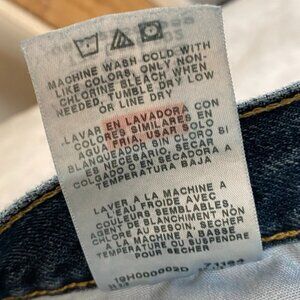 MACHINE WASH COLD WITH
LIKE COLORS, ONLY NON-
CHLORINE BLEACH WHEN
NEEDED, TUMBLE DRY LOW
OR LINE DRY
.LAVAR EN LAVADORA CON
COLORES SIMILARES EN
AGUA FRIA, USAR SOLO
BLANQUEADOR SIN CLORO SI
ES NECESARIO, SECAR
COLGADO O EN SECADORA A
TEMPERATURA BAJA
LAVER A LA MACHINE A
L'EAU FROIDE AVEC
COULEURS SEMBLABLES,
AGENT DE BLANCHIMENT NON
CHLORE AU BESOIN, SECHER
A LA MACHINE A BASSE
TEMPERATURE OU SUSPENDU
POUR SECHER